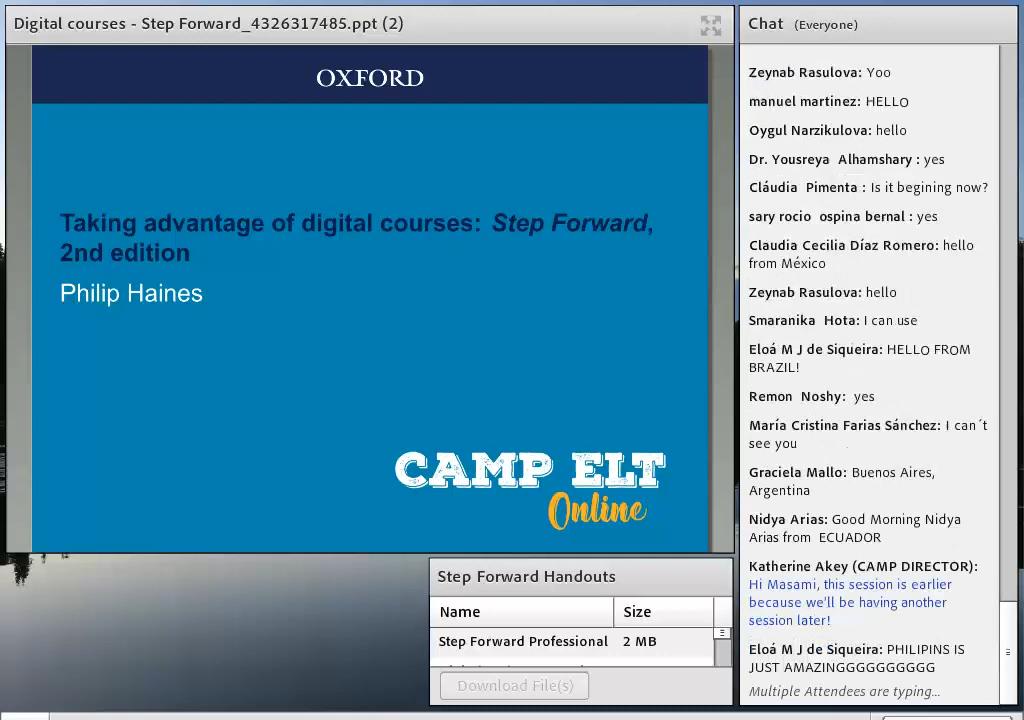 Digital courses - Step Forward_4326317485.ppt (2)
OXFORD
Taking advantage of digital courses: Step Forward,
2nd edition
Philip Haines
CAMP ELT
Online
Step Forward Handouts
Name Size
Step Forward Professional 2 MB
Download File(s)
Chat (Everyone)
Zeynab Rasulova: Yoo
manuel martinez: HELLO
Oygul Narzikulova: hello
Dr. Yousreya Alhamshary : yes
Cláudia Pimenta : Is it begining now?
sary rocio ospina bernal : yes
Claudia Cecilia Díaz Romero: hello
from México
Zeynab Rasulova: hello
Smaranika Hota: I can use
Eloá M J de Siqueira: HELLO FROM
BRAZIL!
Remon Noshy: yes
María Cristina Farias Sánchez: I can´t
see you
Graciela Mallo: Buenos Aires,
Argentina
Nidya Arias: Good Morning Nidya
Arias from ECUADOR
Katherine Akey (CAMP DIRECTOR):
Hi Masami, this session is earlier
because we'll be having another
session later!
Eloá M J de Siqueira: PHILIPINS IS
JUST AMAZINGGGGGGGGGG
Multiple Attendees are typing...